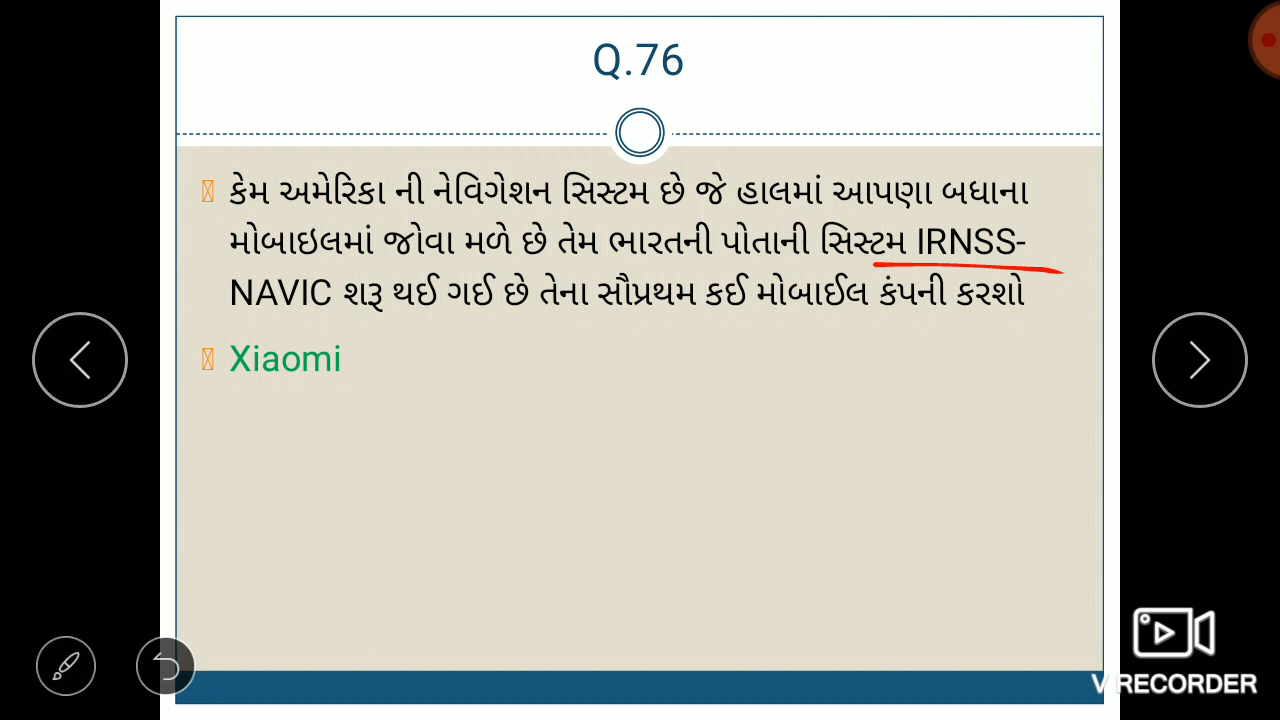 Q.76
કેમ અમેરિકા ની નેવિગેશન સિસ્ટમ છે જે હાલમાં આપણા બધાના
મોબાઇલમાં જોવા મળે છે તેમ ભારતની પોતાની સિસ્ટમ IRNSS-
NAVIC શરૂ થઈ ગઈ છે તેના સૌપ્રથમ કઈ મોબાઈલ કંપની કરશો
Xiaomi
V RECORDER